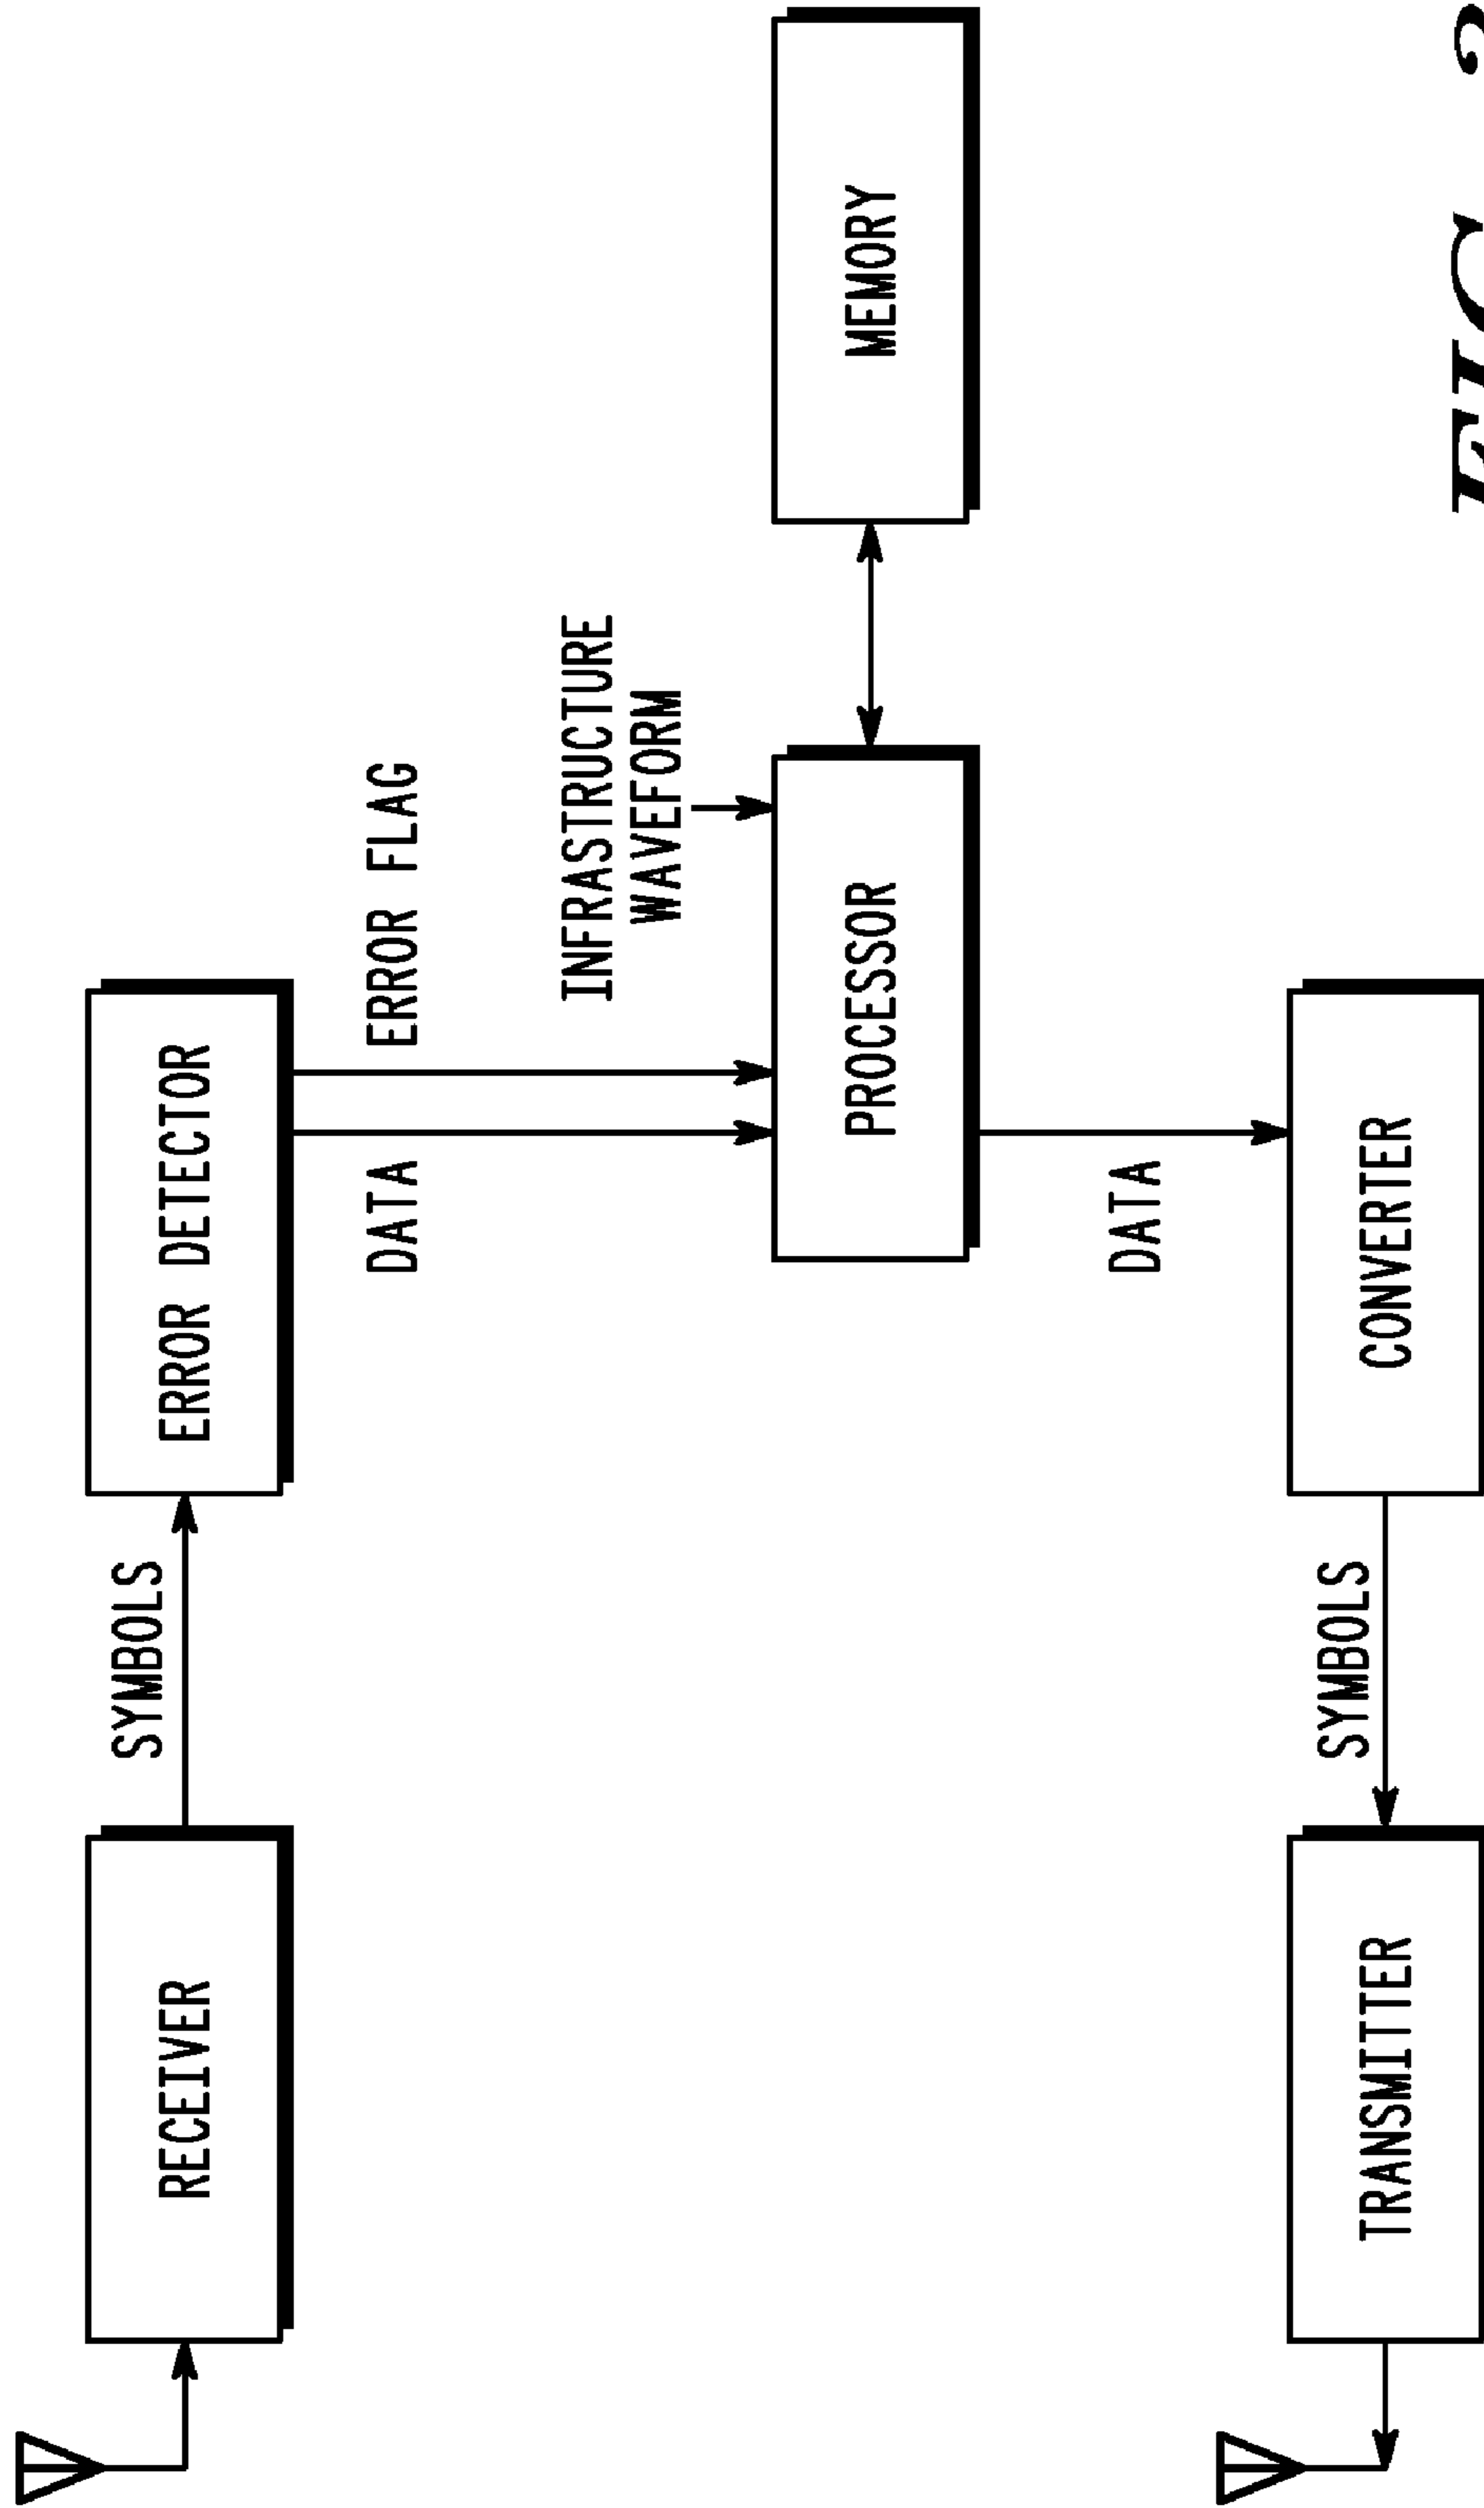 RECEIVER
SYMBOLS
ERROR DETECTOR
DATA
ERROR FLAG
INFRASTRUCTURE
WAVEFORM
PROCESSOR
MEMORY
DATA
CONVERTER
SYMBOLS
TRANSMITTER